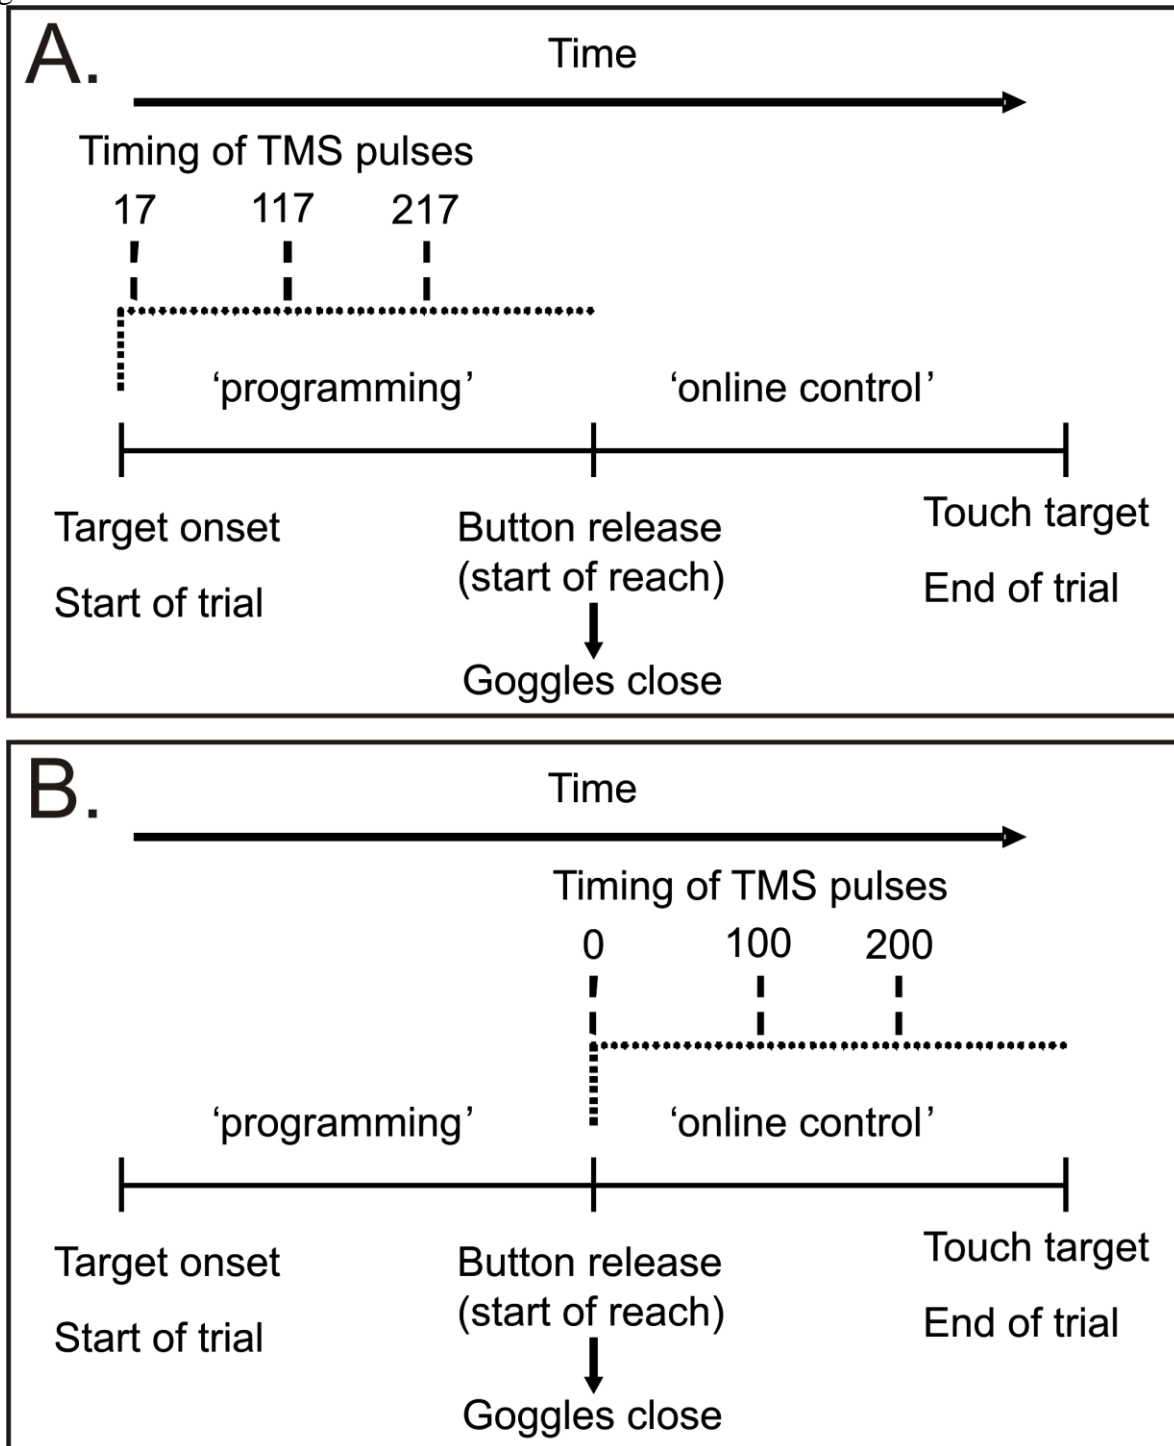 A.
Time
Timing of TMS pulses
17 117 217
‘programming’ ‘online control’
Target onset Button release Touch target
Start of trial (start of reach) End of trial
Goggles close
B.
Time
Timing of TMS pulses
0 100 200
‘programming’ ‘online control’
Target onset Button release Touch target
Start of trial (start of reach) End of trial
Goggles close